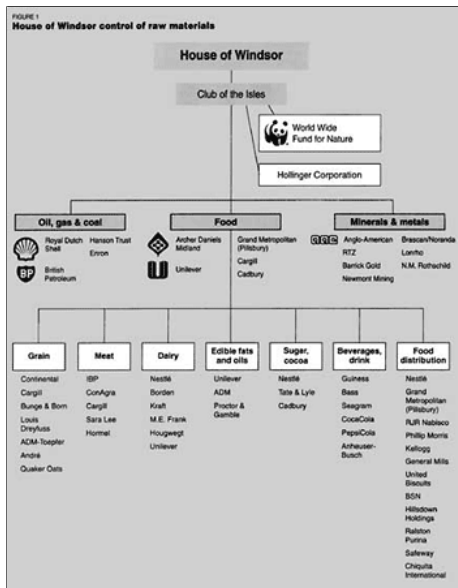 FIGURE 1
House of Windsor control of raw materials
House of Windsor
Club of the Isles
World Wide
Fund for Nature
Hollinger Corporation
Oil, gas & coal
Royal Dutch
Shell
British
Petroleum
Hanson Trust
Enron
BP
Food
Archer Daniels
Midland
Unilever
Grand Metropolitan
(Pillsbury)
Cargill
Cadbury
Minerals & metals
Anglo-American
RTZ
Barrick Gold
Newmont Mining
Brascan/Noranda
Lonrho
N.M. Rothschild
Grain
Continental
Cargill
Bunge & Born
Louis
Dreyfuss
ADM-Toepfer
André
Quaker Oats
Meat
IBP
ConAgra
Cargill
Sara Lee
Hormel
Dairy
Nestlé
Borden
Kraft
M.E. Frank
Hougwegt
Unilever
Edible fats
and oils
Unilever
ADM
Proctor &
Gamble
Sugar,
cocoa
Nestlé
Tate & Lyle
Cadbury
Beverages,
drink
Guiness
Bass
Seagram
CocaCola
PepsiCola
Anheuser-
Busch
Food
distribution
Nestlé
Grand
Metropolitan
(Pillsbury)
RJR Nabisco
Phillip Morris
Kellogg
General Mills
United
Biscuits
BSN
Hillsdown
Holdings
Ralston
Purina
Safeway
Chiquita
International